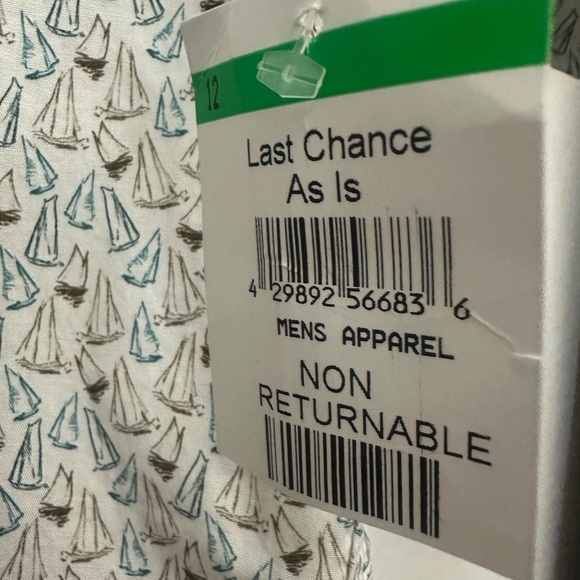 12
Last Chance
As Is
4 29892 56683 6
MENS APPAREL
NON
RETURNABLE